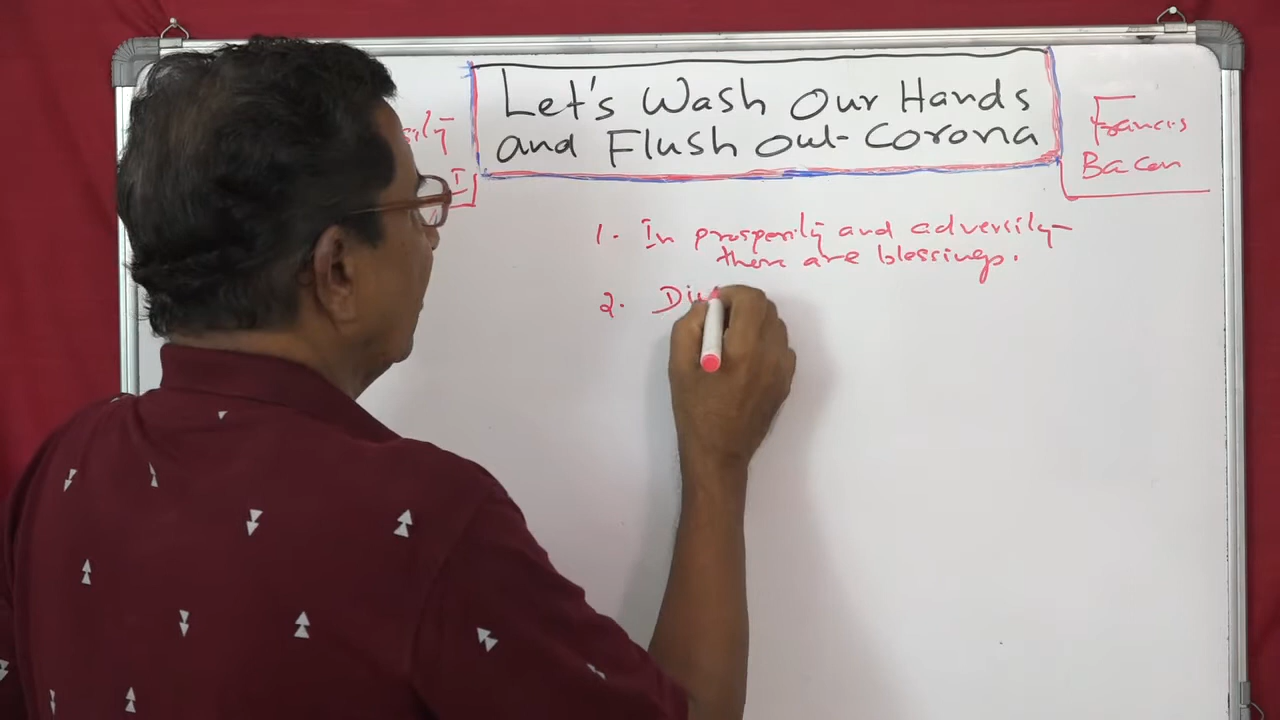 Let's Wash Our Hands
and Flush Out Corona
Francis
Bacon
I
1. In prosperity and adversity
there are blessings.
2.